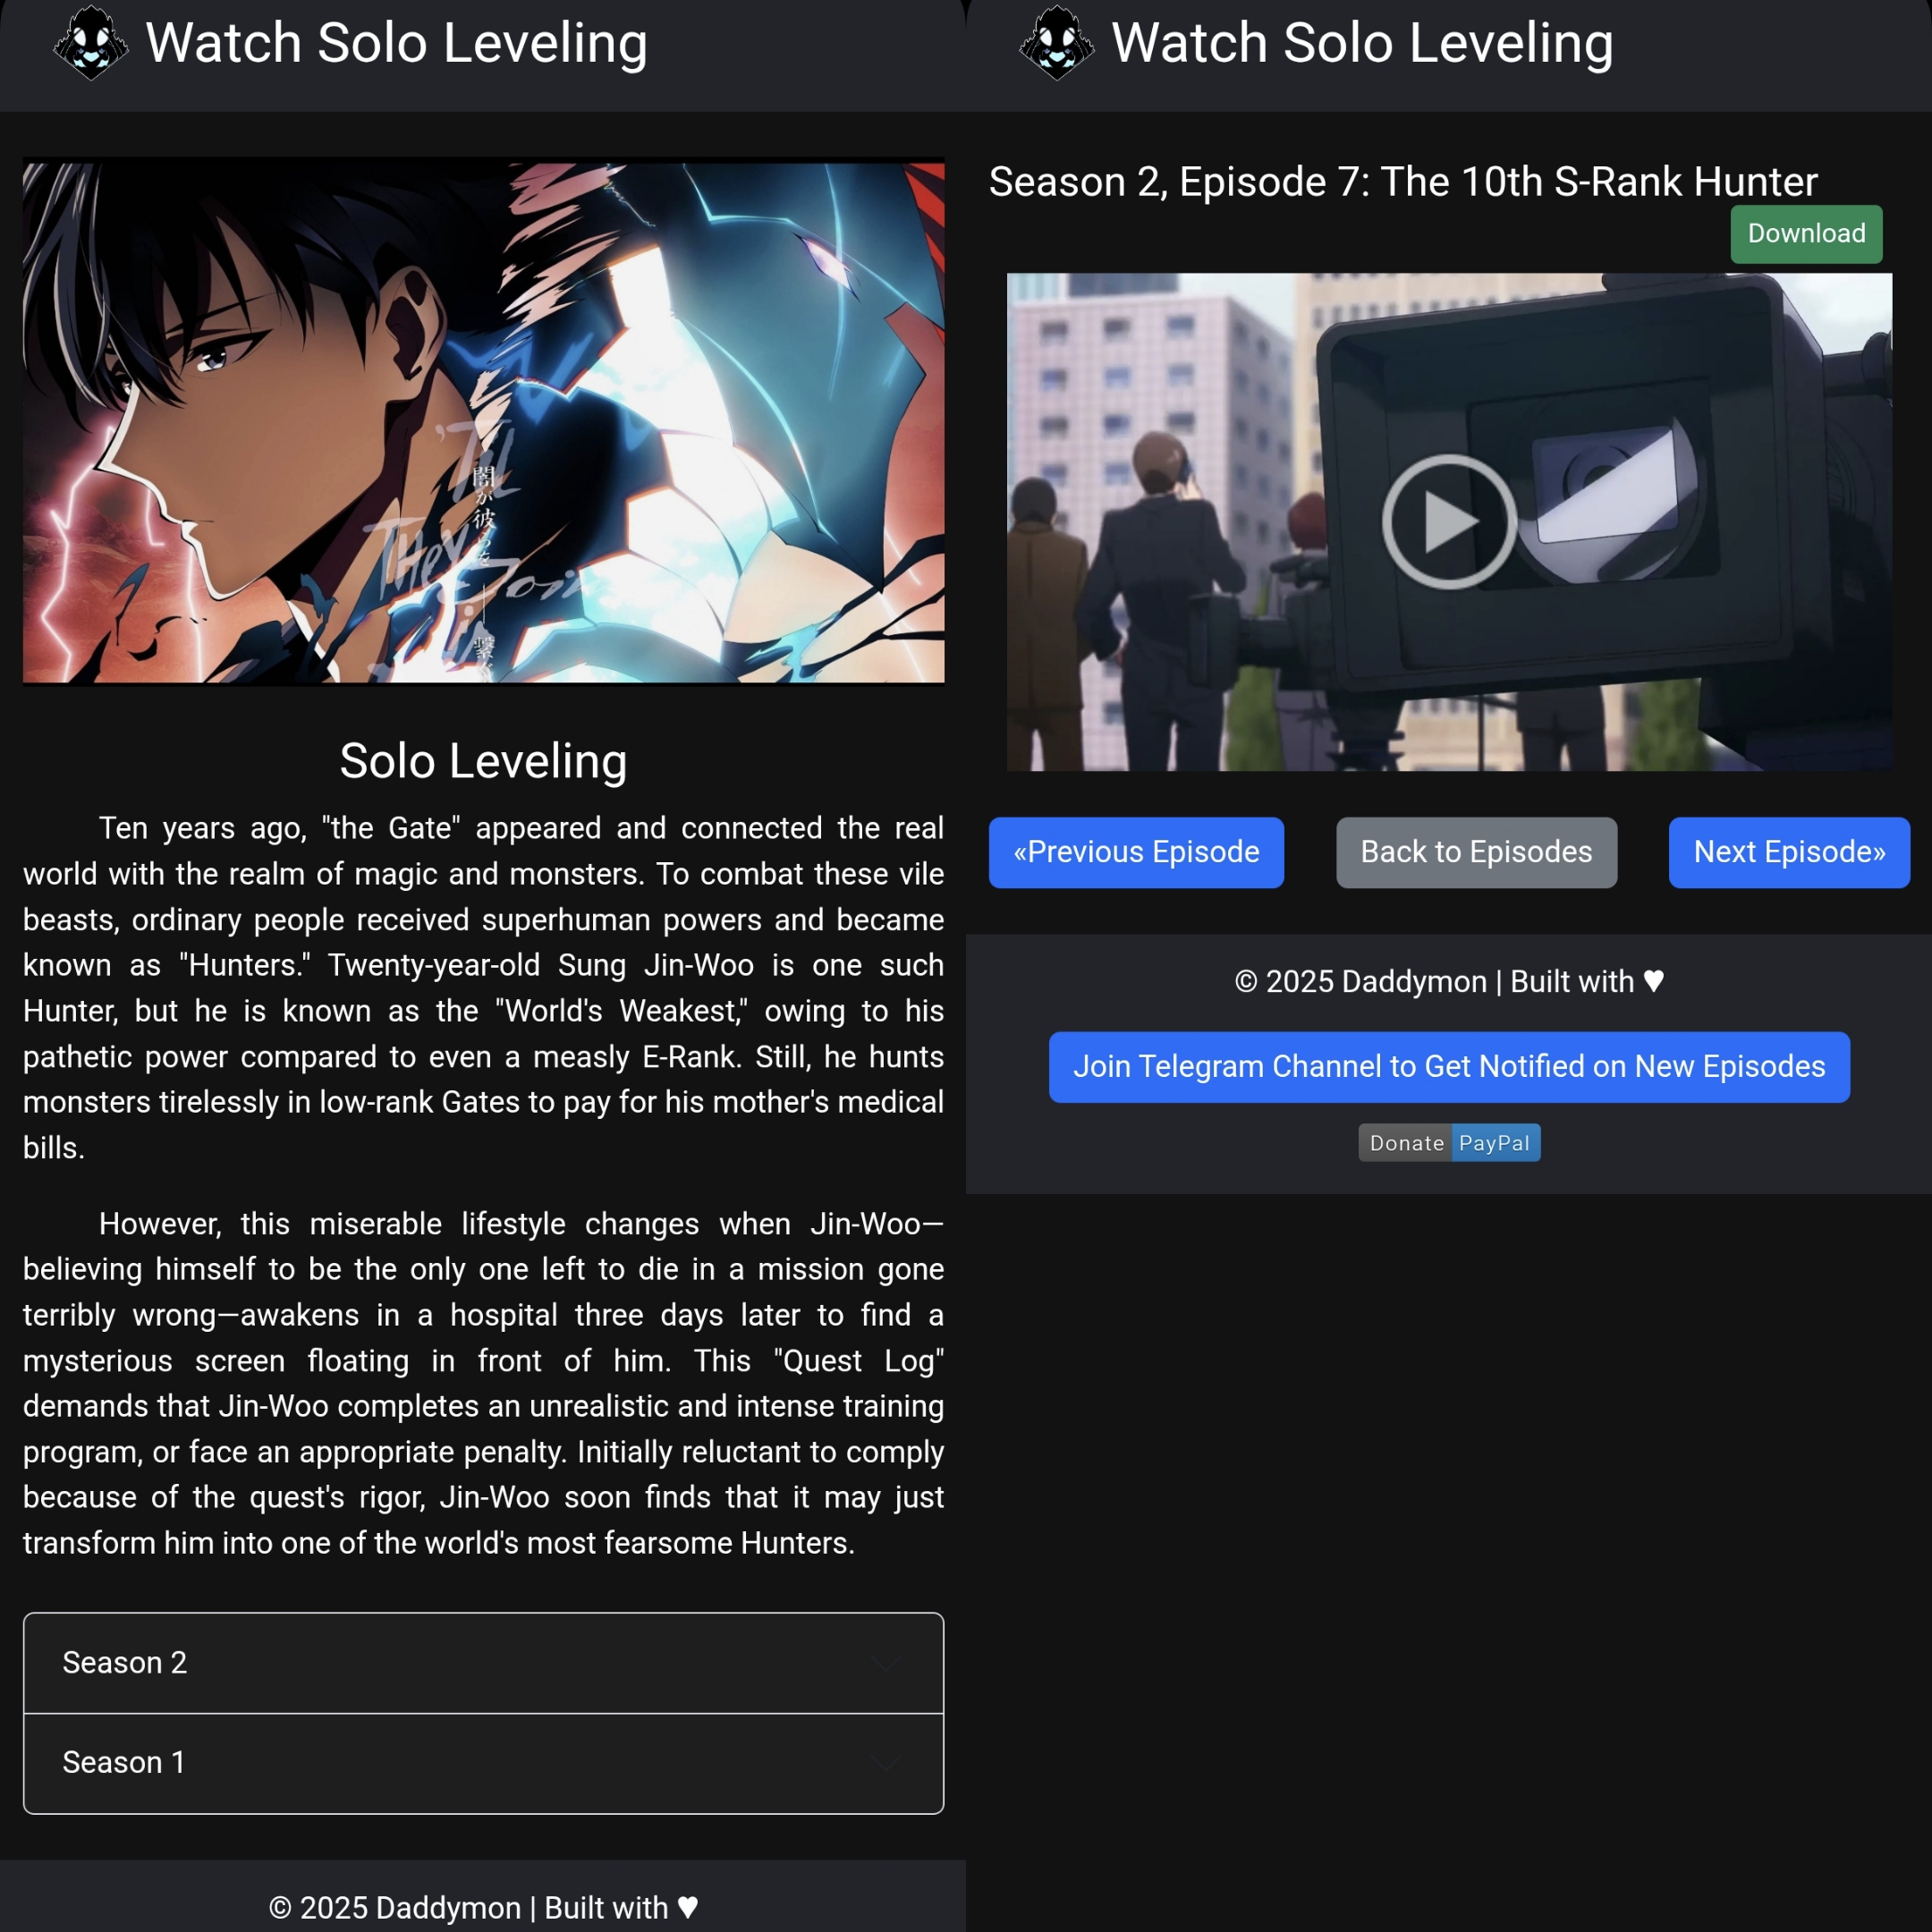 Watch Solo Leveling
'TIL
THEY
Join
闇が彼らを
繋ぐ
Solo Leveling
Ten years ago, "the Gate" appeared and connected the real
world with the realm of magic and monsters. To combat these vile
beasts, ordinary people received superhuman powers and became
known as "Hunters." Twenty-year-old Sung Jin-Woo is one such
Hunter, but he is known as the "World's Weakest," owing to his
pathetic power compared to even a measly E-Rank. Still, he hunts
monsters tirelessly in low-rank Gates to pay for his mother's medical
bills.
However, this miserable lifestyle changes when Jin-Woo—
believing himself to be the only one left to die in a mission gone
terribly wrong—awakens in a hospital three days later to find a
mysterious screen floating in front of him. This "Quest Log"
demands that Jin-Woo completes an unrealistic and intense training
program, or face an appropriate penalty. Initially reluctant to comply
because of the quest's rigor, Jin-Woo soon finds that it may just
transform him into one of the world's most fearsome Hunters.
Season 2
Season 1
© 2025 Daddymon | Built with ♥
Watch Solo Leveling
Season 2, Episode 7: The 10th S-Rank Hunter
Download
«Previous Episode
Back to Episodes
Next Episode»
© 2025 Daddymon | Built with ♥
Join Telegram Channel to Get Notified on New Episodes
Donate PayPal